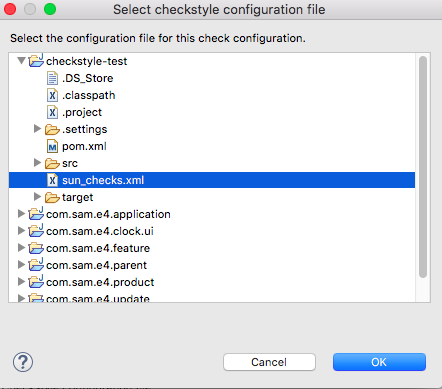 Select checkstyle configuration file
Select the configuration file for this check configuration.
checkstyle-test
.DS_Store
.classpath
.project
.settings
pom.xml
src
sun_checks.xml
target
com.sam.e4.application
com.sam.e4.clock.ui
com.sam.e4.feature
com.sam.e4.parent
com.sam.e4.product
com.sam.e4.update
Cancel
OK